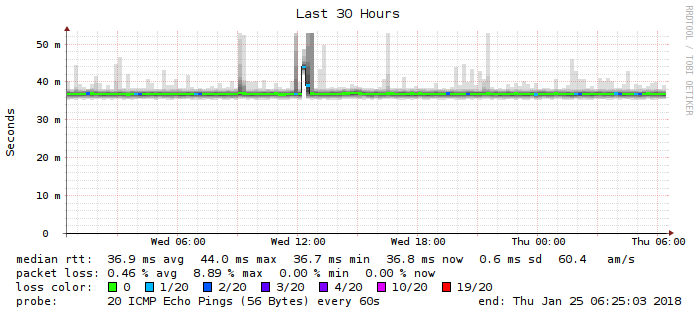 Last 30 Hours
RRDTOOL / TOBI OETIKER
Seconds
50 m
40 m
30 m
20 m
10 m
0
Wed 06:00 Wed 12:00 Wed 18:00 Thu 00:00 Thu 06:00
median rtt: 36.9 ms avg 44.0 ms max 36.7 ms min 36.8 ms now 0.6 ms sd 60.4 am/s
packet loss: 0.46 % avg 8.89 % max 0.00 % min 0.00 % now
loss color: 0 1/20 2/20 3/20 4/20 10/20 19/20
probe: 20 ICMP Echo Pings (56 Bytes) every 60s end: Thu Jan 25 06:25:03 2018